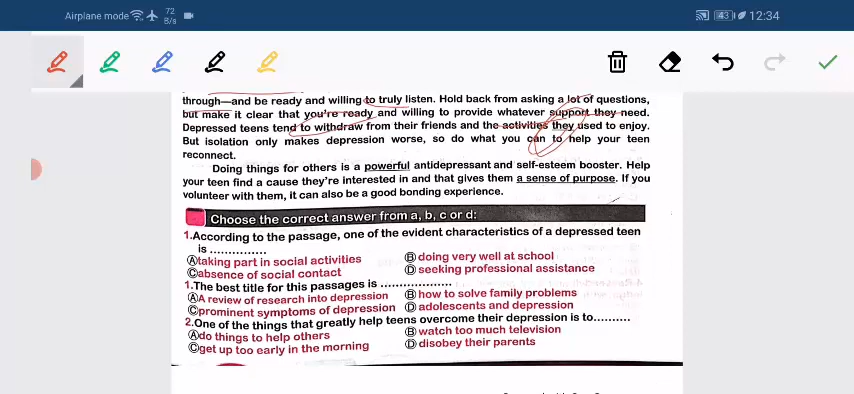 Airplane mode 72 B/s 43 12:34
through—and be ready and willing to truly listen. Hold back from asking a lot of questions,
but make it clear that you're ready and willing to provide whatever support they need.
Depressed teens tend to withdraw from their friends and the activities they used to enjoy.
But isolation only makes depression worse, so do what you can to help your teen
reconnect.
Doing things for others is a powerful antidepressant and self-esteem booster. Help
your teen find a cause they're interested in and that gives them a sense of purpose. If you
volunteer with them, it can also be a good bonding experience.
Choose the correct answer from a, b, c or d:
1.According to the passage, one of the evident characteristics of a depressed teen
is ...............
Ⓐtaking part in social activities Ⓑdoing very well at school
Ⓒabsence of social contact Ⓓseeking professional assistance
1.The best title for this passages is ..................
ⒶA review of research into depression Ⓑhow to solve family problems
Ⓒprominent symptoms of depression Ⓓadolescents and depression
2.One of the things that greatly help teens overcome their depression is to..........
Ⓐdo things to help others Ⓑwatch too much television
Ⓒget up too early in the morning Ⓓdisobey their parents